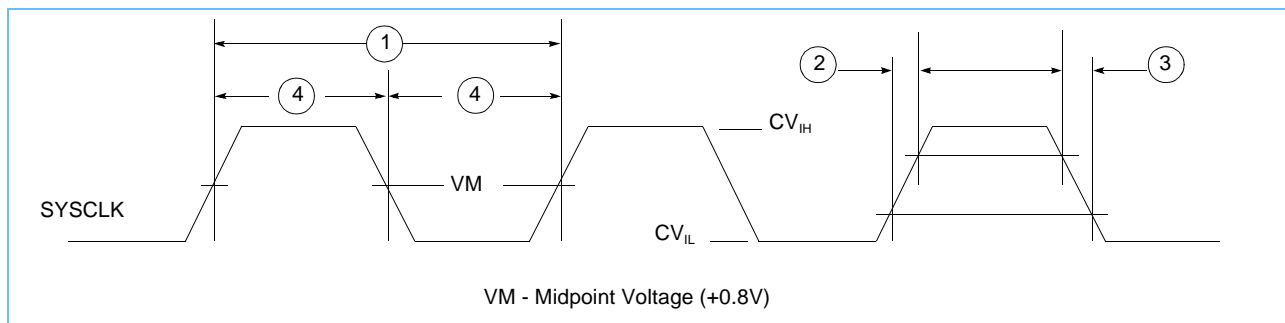 1
4
4
2
3
CV_IH
VM
SYSCLK
CV_IL
VM - Midpoint Voltage (+0.8V)